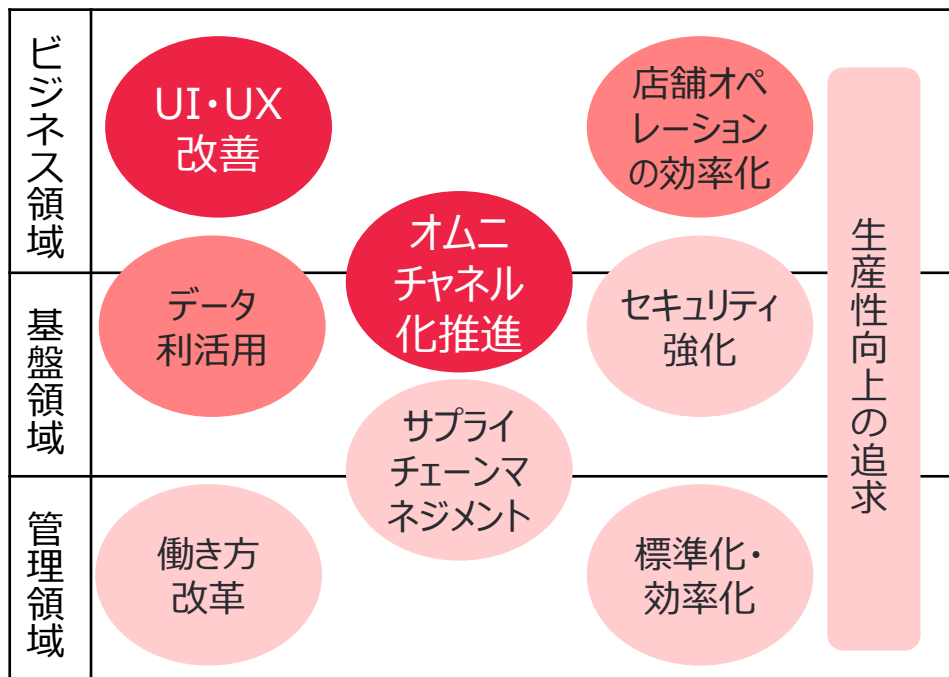 ビジネス領域
UI・UX
改善
店舗オペ
レーション
の効率化
オムニ
チャネル
化推進
生産性向上の追求
基盤領域
データ
利活用
セキュリティ
強化
サプライ
チェーンマ
ネジメント
管理領域
働き方
改革
標準化・
効率化